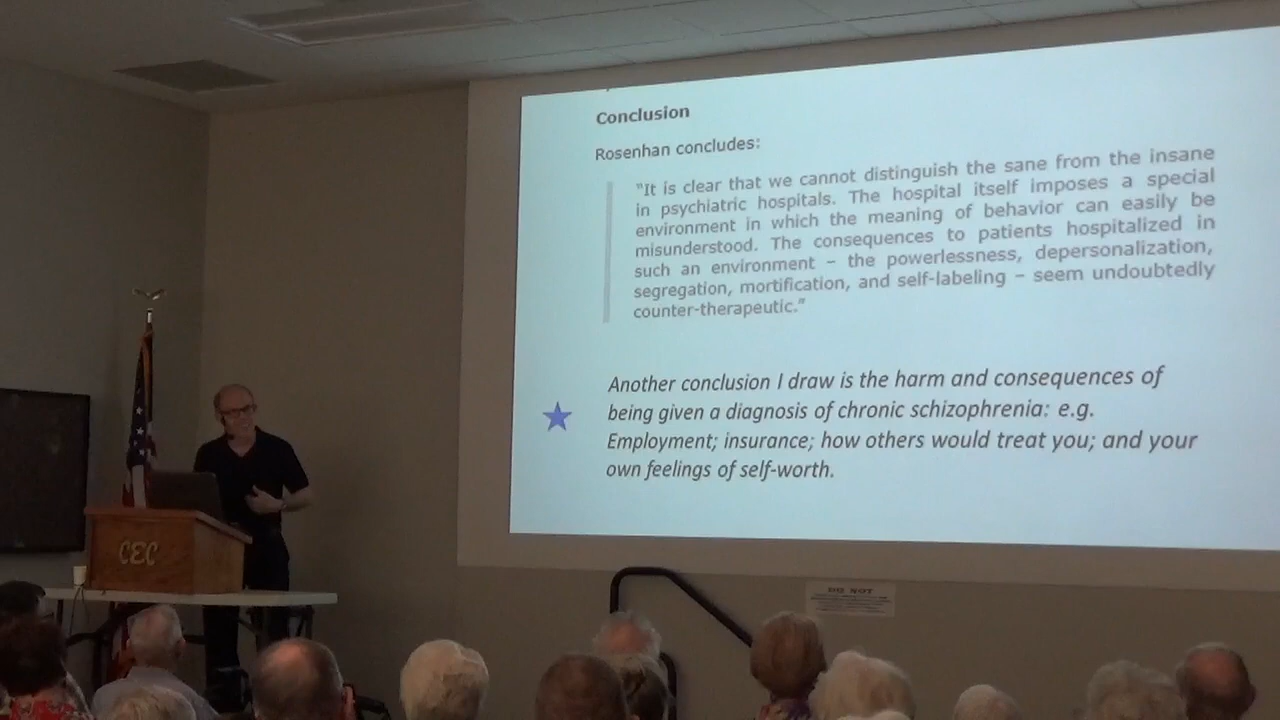 Conclusion
Rosenhan concludes:
"It is clear that we cannot distinguish the sane from the insane
in psychiatric hospitals. The hospital itself imposes a special
environment in which the meaning of behavior can easily be
misunderstood. The consequences to patients hospitalized in
such an environment – the powerlessness, depersonalization,
segregation, mortification, and self-labeling – seem undoubtedly
counter-therapeutic."
Another conclusion I draw is the harm and consequences of
being given a diagnosis of chronic schizophrenia: e.g.
Employment; insurance; how others would treat you; and your
own feelings of self-worth.
CEC
DO NOT